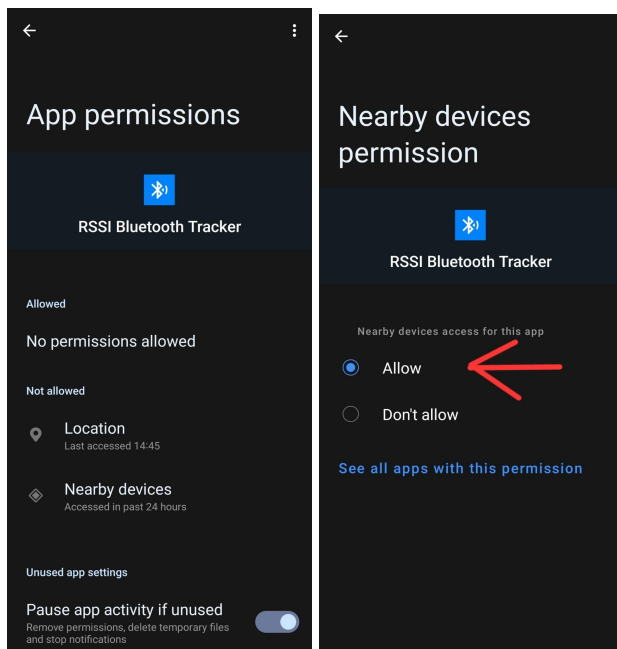 App permissions
RSSI Bluetooth Tracker
Allowed
No permissions allowed
Not allowed
Location
Last accessed 14:45
Nearby devices
Accessed in past 24 hours
Unused app settings
Pause app activity if unused
Remove permissions, delete temporary files
and stop notifications
Nearby devices
permission
RSSI Bluetooth Tracker
Nearby devices access for this app
Allow
Don't allow
See all apps with this permission